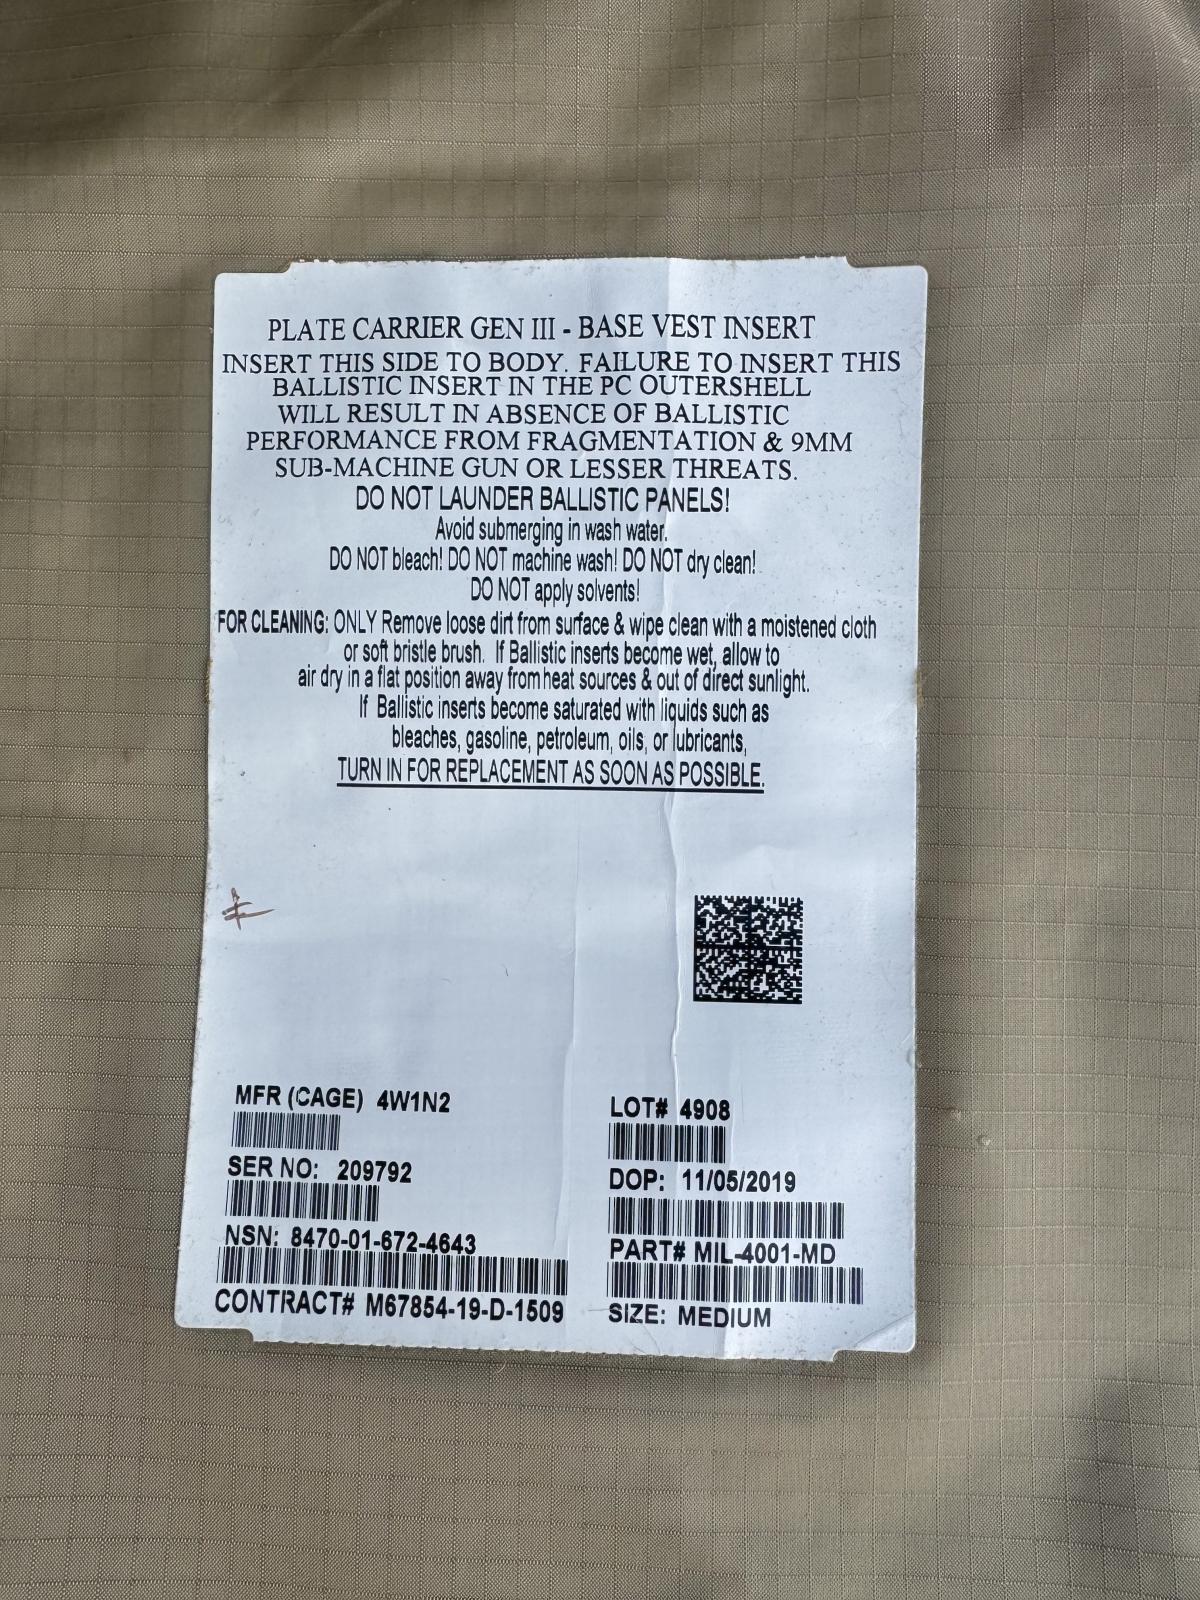 PLATE CARRIER GEN III - BASE VEST INSERT
INSERT THIS SIDE TO BODY. FAILURE TO INSERT THIS
BALLISTIC INSERT IN THE PC OUTERSHELL
WILL RESULT IN ABSENCE OF BALLISTIC
PERFORMANCE FROM FRAGMENTATION & 9MM
SUB-MACHINE GUN OR LESSER THREATS.
DO NOT LAUNDER BALLISTIC PANELS!
Avoid submerging in wash water.
DO NOT bleach! DO NOT machine wash! DO NOT dry clean!
DO NOT apply solvents!
FOR CLEANING: ONLY Remove loose dirt from surface & wipe clean with a moistened cloth
or soft bristle brush. If Ballistic inserts become wet, allow to
air dry in a flat position away from heat sources & out of direct sunlight.
If Ballistic inserts become saturated with liquids such as
bleaches, gasoline, petroleum, oils, or lubricants,
TURN IN FOR REPLACEMENT AS SOON AS POSSIBLE.
MFR (CAGE) 4W1N2
SER NO: 209792
NSN: 8470-01-672-4643
CONTRACT# M67854-19-D-1509
LOT# 4908
DOP: 11/05/2019
PART# MIL-4001-MD
SIZE: MEDIUM